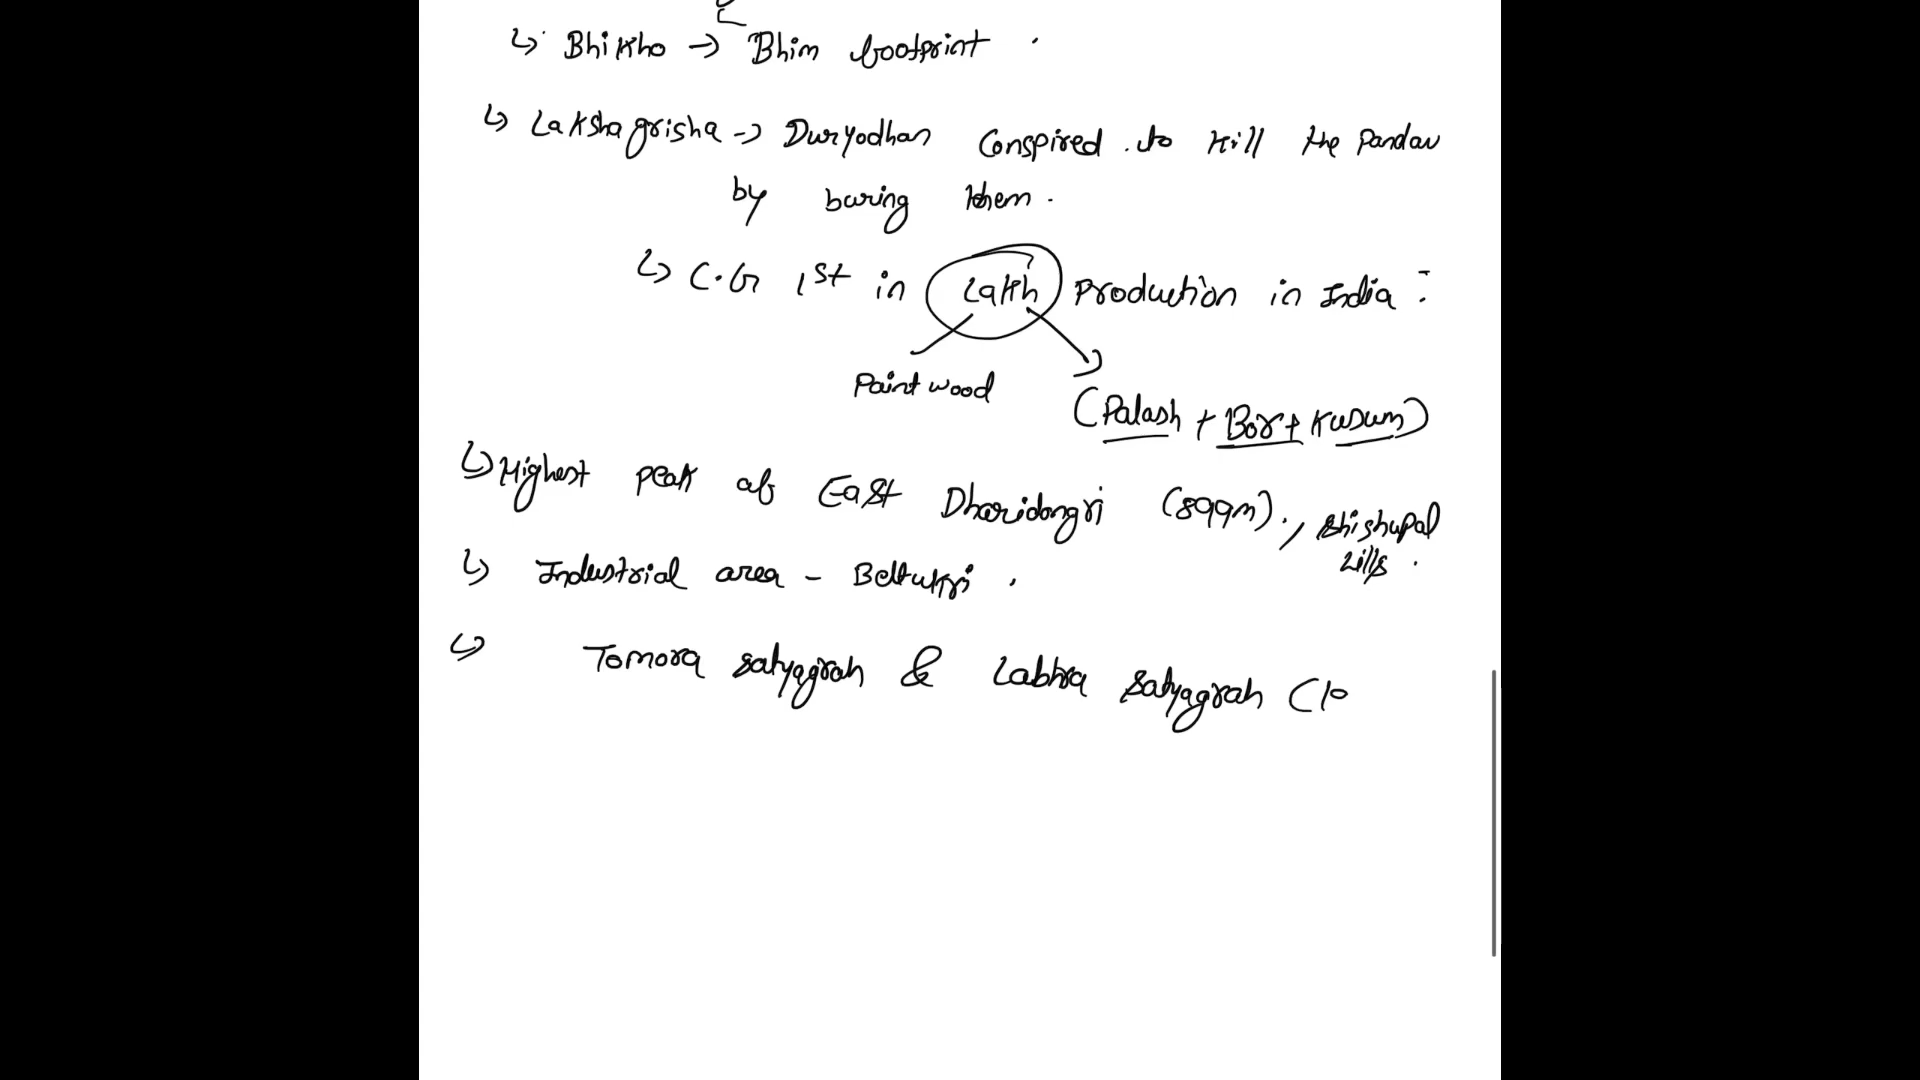 ↳ Bhikho → Bhim footprint .
↳ Lakshagrisha → Duryodhan Conspired to kill the Pandav
by buring them .
↳ C.G 1st in Lakh production in India :
Paint wood
(Palash + Bor + Kusum)
↳ Highest peak of East Dharidongri (899m) . , Shishupal
hills .
↳ Industrial area - Beltukri .
↳ Tomora satyagrah & Labhra satyagrah (